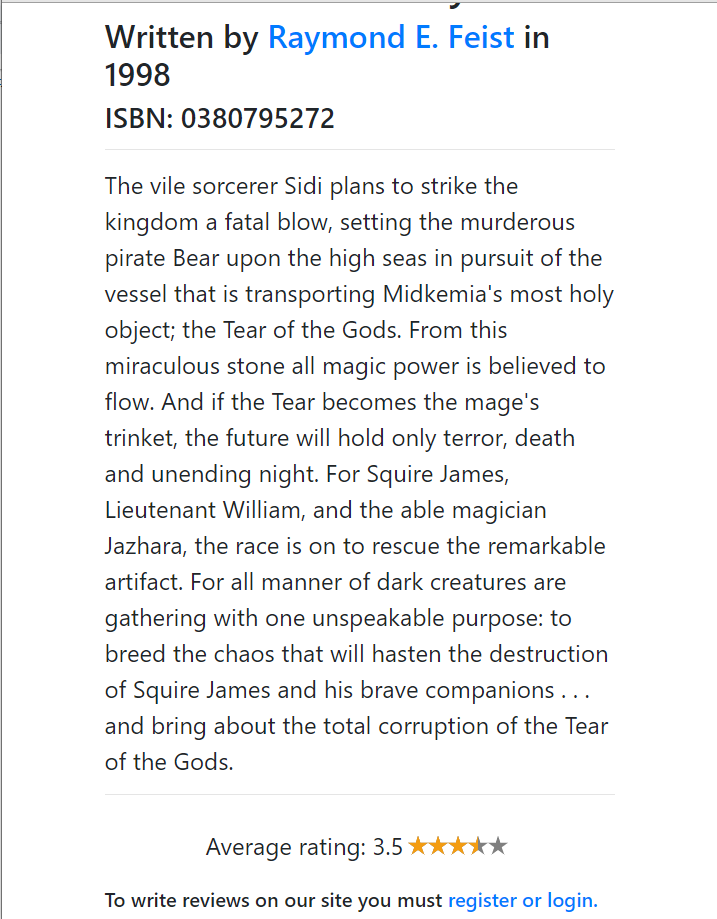 Written by Raymond E. Feist in
1998
ISBN: 0380795272
The vile sorcerer Sidi plans to strike the
kingdom a fatal blow, setting the murderous
pirate Bear upon the high seas in pursuit of the
vessel that is transporting Midkemia's most holy
object; the Tear of the Gods. From this
miraculous stone all magic power is believed to
flow. And if the Tear becomes the mage's
trinket, the future will hold only terror, death
and unending night. For Squire James,
Lieutenant William, and the able magician
Jazhara, the race is on to rescue the remarkable
artifact. For all manner of dark creatures are
gathering with one unspeakable purpose: to
breed the chaos that will hasten the destruction
of Squire James and his brave companions . . .
and bring about the total corruption of the Tear
of the Gods.
Average rating: 3.5
To write reviews on our site you must register or login.